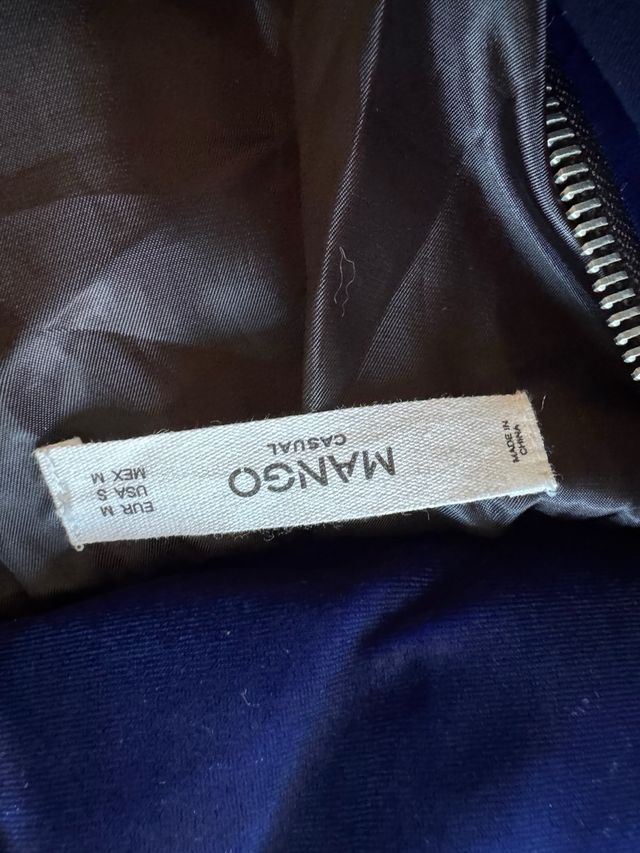 MANGO
CASUAL
EUR M
USA S
MEX M
MADE IN
CHINA